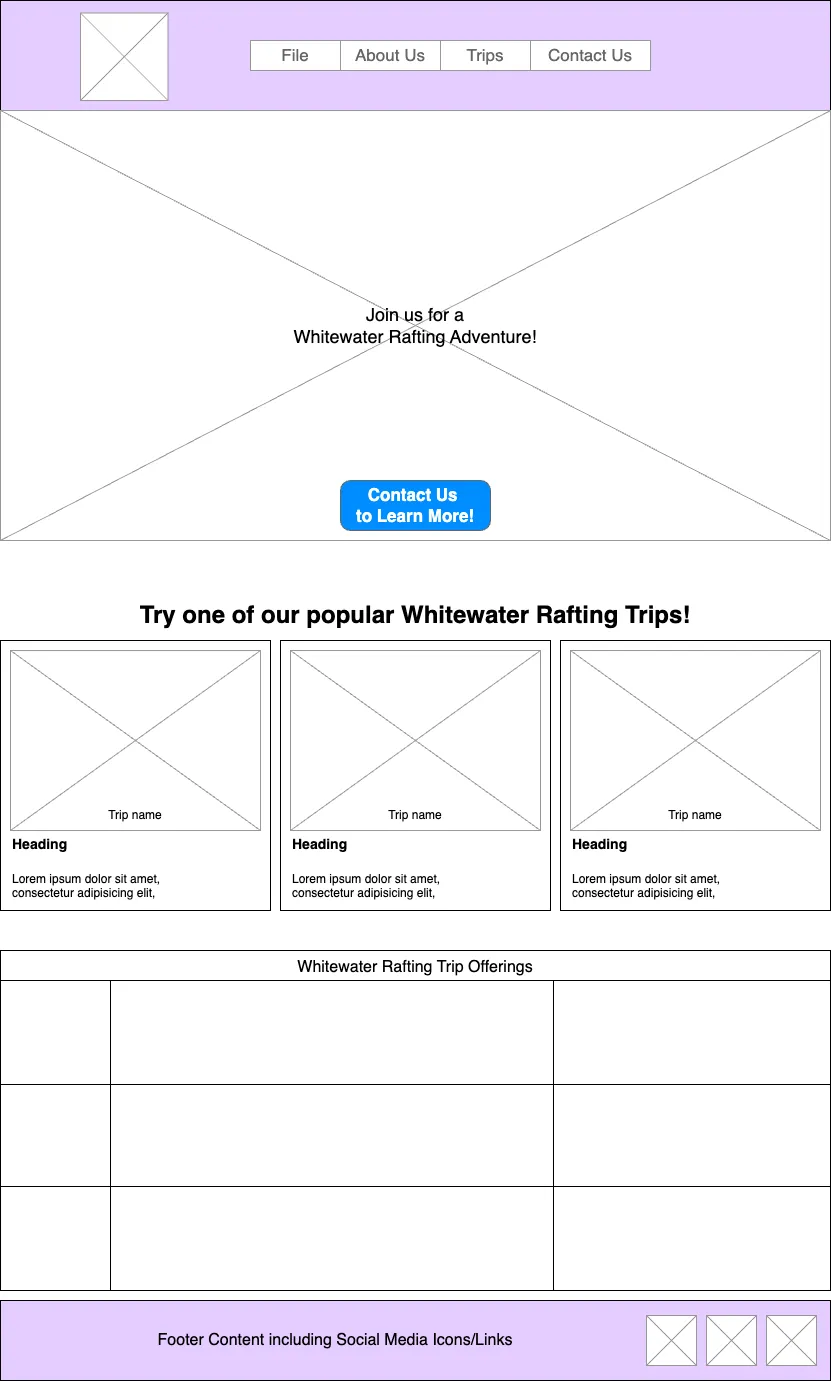 File
About Us
Trips
Contact Us
Join us for a
Whitewater Rafting Adventure!
Contact Us
to Learn More!
Try one of our popular Whitewater Rafting Trips!
Trip name
Heading
Lorem ipsum dolor sit amet,
consectetur adipisicing elit,
Trip name
Heading
Lorem ipsum dolor sit amet,
consectetur adipisicing elit,
Trip name
Heading
Lorem ipsum dolor sit amet,
consectetur adipisicing elit,
Whitewater Rafting Trip Offerings
Footer Content including Social Media Icons/Links